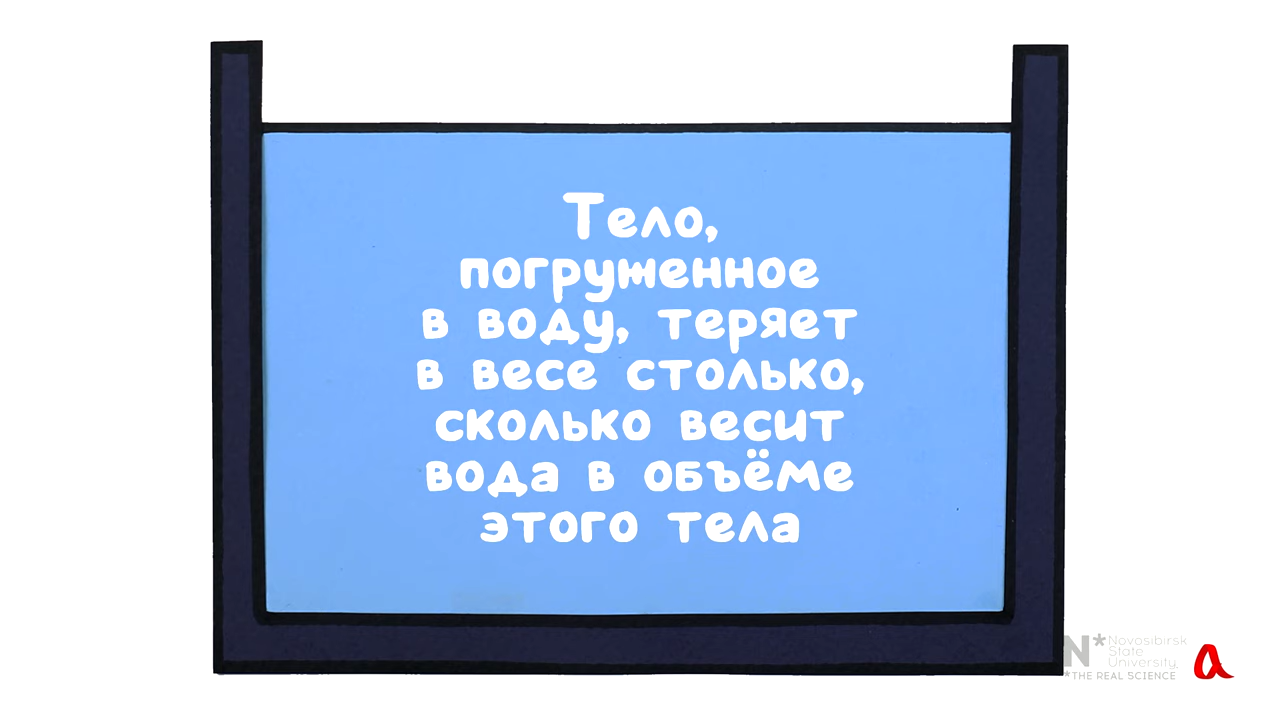 Тело,
погруженное
в воду, теряет
в весе столько,
сколько весит
вода в объёме
этого тела
N* Novosibirsk
State
University
*THE REAL SCIENCE
a